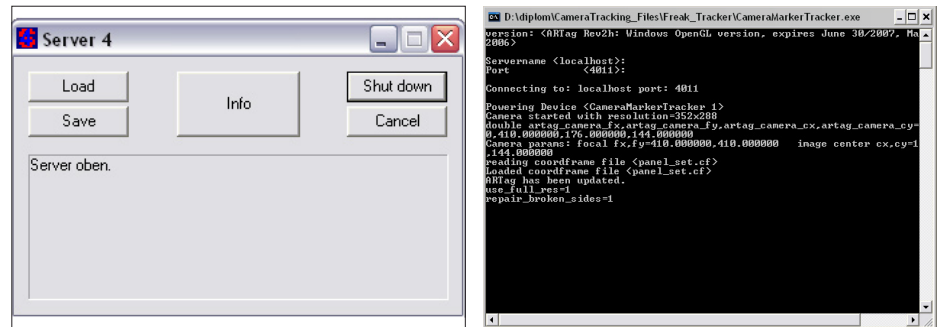 Server 4
Load
Save
Info
Shut down
Cancel
Server oben.
D:\diplom\CameraTracking_Files\Freak_Tracker\CameraMarkerTracker.exe
version: <ARTag Rev2h: Windows OpenGL version, expires June 30/2007, Ma
2006>
Servername <localhost>:
Port <4011>:
Connecting to: localhost port: 4011
Powering Device <CameraMarkerTracker 1>
Camera started with resolution=352x288
double artag_camera_fx,artag_camera_fy,artag_camera_cx,artag_camera_cy=
0,410.000000,176.000000,144.000000
Camera params: focal fx,fy=410.000000,410.000000 image center cx,cy=1
,144.000000
reading coordframe file <panel_set.cf>
Loaded coordframe file <panel_set.cf>
ARTag has been updated.
use_full_res=1
repair_broken_sides=1